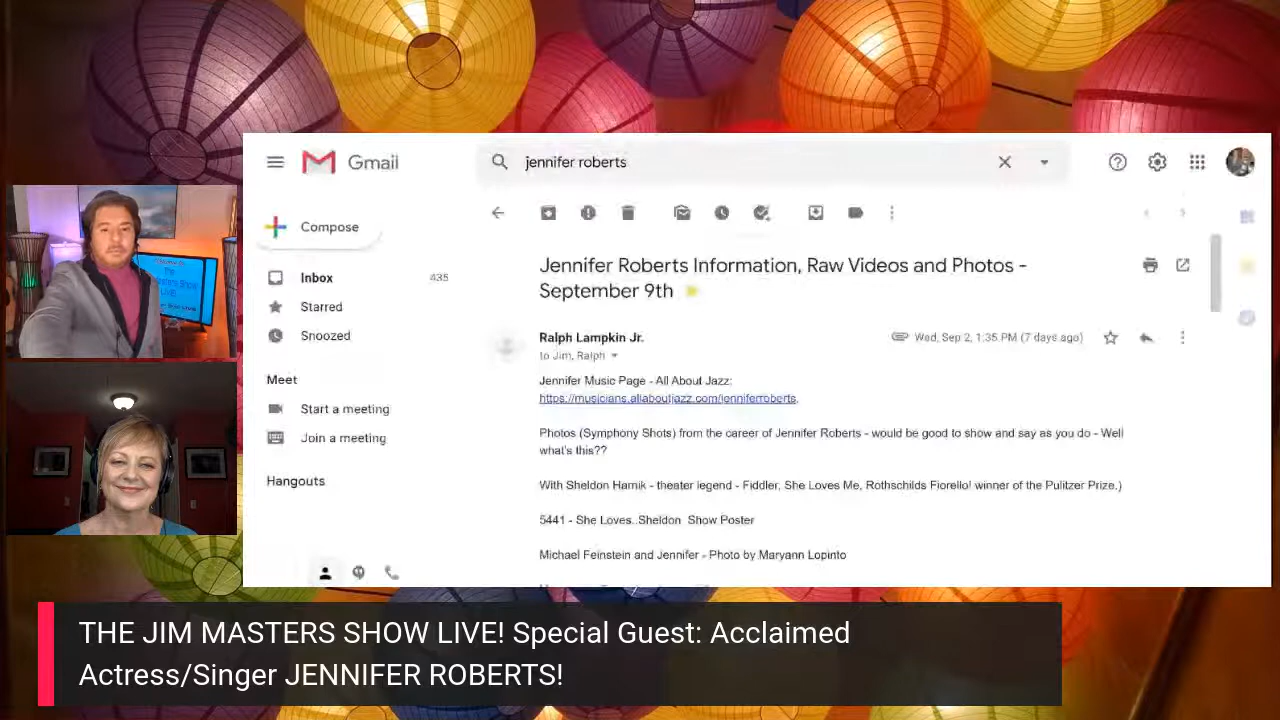 Gmail
jennifer roberts
Compose
Inbox 435
Starred
Snoozed
Meet
Start a meeting
Join a meeting
Hangouts
Jennifer Roberts Information, Raw Videos and Photos -
September 9th
Ralph Lampkin Jr.
Wed, Sep 2, 1:35 PM (7 days ago)
to Jim, Ralph
Jennifer Music Page - All About Jazz:
https://musicians.allaboutjazz.com/jenniferroberts.
Photos (Symphony Shots) from the career of Jennifer Roberts - would be good to show and say as you do - Well
what's this??
With Sheldon Harnik - theater legend - Fiddler, She Loves Me, Rothschilds Fiorello! winner of the Pulitzer Prize.)
5441 - She Loves..Sheldon Show Poster
Michael Feinstein and Jennifer - Photo by Maryann Lopinto
THE JIM MASTERS SHOW LIVE! Special Guest: Acclaimed
Actress/Singer JENNIFER ROBERTS!